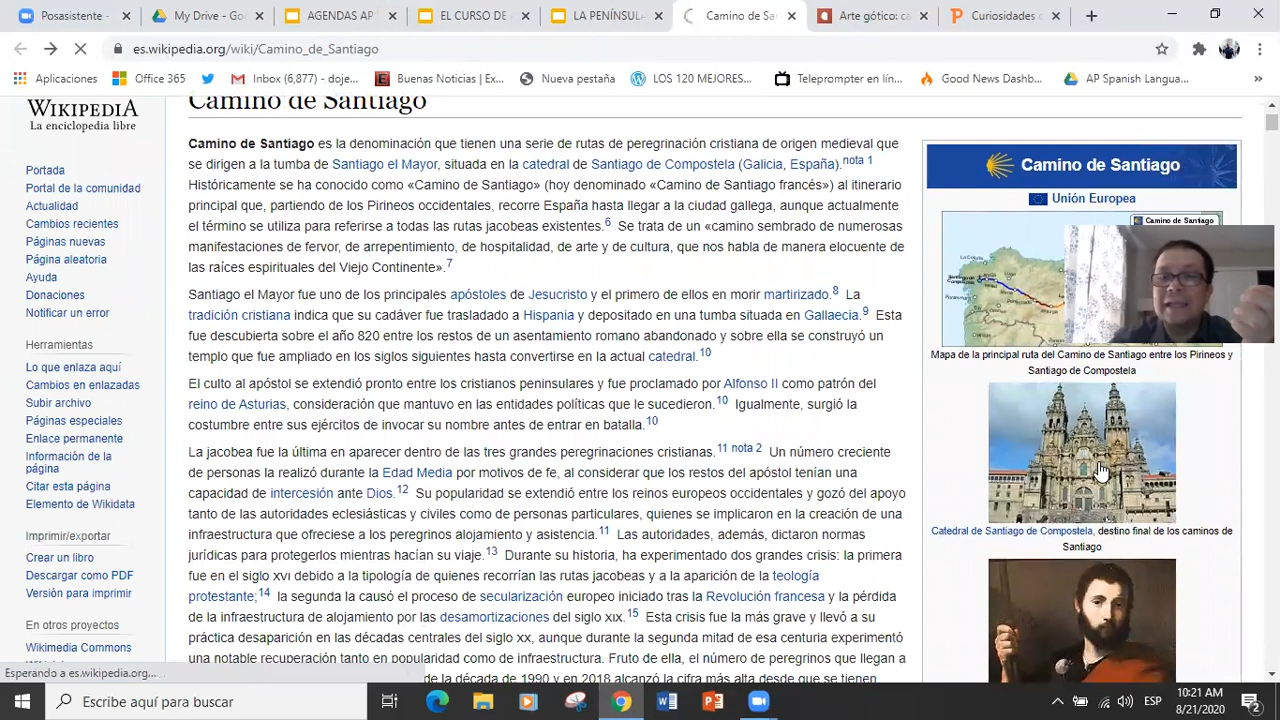 Posasistente -
My Drive - Goo
AGENDAS AP
EL CURSO DE
LA PENÍNSULA
Camino de Sa
Arte gótico: ca
Curiosidades
es.wikipedia.org/wiki/Camino_de_Santiago
Aplicaciones
Office 365
Inbox (6,877) - doje...
Buenas Noticias | Ex...
Nueva pestaña
LOS 120 MEJORES...
Teleprompter en lín...
Good News Dashb...
AP Spanish Langua...
»
WIKIPEDIA
La enciclopedia libre
Portada
Portal de la comunidad
Actualidad
Cambios recientes
Páginas nuevas
Página aleatoria
Ayuda
Donaciones
Notificar un error
Herramientas
Lo que enlaza aquí
Cambios en enlazadas
Subir archivo
Páginas especiales
Enlace permanente
Información de la
página
Citar esta página
Elemento de Wikidata
Imprimir/exportar
Crear un libro
Descargar como PDF
Versión para imprimir
En otros proyectos
Wikimedia Commons
Camino de Santiago
Camino de Santiago es la denominación que tienen una serie de rutas de peregrinación cristiana de origen medieval que
se dirigen a la tumba de Santiago el Mayor, situada en la catedral de Santiago de Compostela (Galicia, España).nota 1
Históricamente se ha conocido como «Camino de Santiago» (hoy denominado «Camino de Santiago francés») al itinerario
principal que, partiendo de los Pirineos occidentales, recorre España hasta llegar a la ciudad gallega, aunque actualmente
el término se utiliza para referirse a todas las rutas jacobeas existentes.6 Se trata de un «camino sembrado de numerosas
manifestaciones de fervor, de arrepentimiento, de hospitalidad, de arte y de cultura, que nos habla de manera elocuente de
las raíces espirituales del Viejo Continente».7
Santiago el Mayor fue uno de los principales apóstoles de Jesucristo y el primero de ellos en morir martirizado.8 La
tradición cristiana indica que su cadáver fue trasladado a Hispania y depositado en una tumba situada en Gallaecia.9 Esta
fue descubierta sobre el año 820 entre los restos de un asentamiento romano abandonado y sobre ella se construyó un
templo que fue ampliado en los siglos siguientes hasta convertirse en la actual catedral.10
El culto al apóstol se extendió pronto entre los cristianos peninsulares y fue proclamado por Alfonso II como patrón del
reino de Asturias, consideración que mantuvo en las entidades políticas que le sucedieron.10 Igualmente, surgió la
costumbre entre sus ejércitos de invocar su nombre antes de entrar en batalla.10
La jacobea fue la última en aparecer dentro de las tres grandes peregrinaciones cristianas.11 nota 2 Un número creciente
de personas la realizó durante la Edad Media por motivos de fe, al considerar que los restos del apóstol tenían una
capacidad de intercesión ante Dios.12 Su popularidad se extendió entre los reinos europeos occidentales y gozó del apoyo
tanto de las autoridades eclesiásticas y civiles como de personas particulares, quienes se implicaron en la creación de una
infraestructura que ofreciese a los peregrinos alojamiento y asistencia.11 Las autoridades, además, dictaron normas
jurídicas para protegerlos mientras hacían su viaje.13 Durante su historia, ha experimentado dos grandes crisis: la primera
fue en el siglo XVI debido a la tipología de quienes recorrían las rutas jacobeas y a la aparición de la teología
protestante;14 la segunda la causó el proceso de secularización europeo iniciado tras la Revolución francesa y la pérdida
de la infraestructura de alojamiento por las desamortizaciones del siglo XIX.15 Esta crisis fue la más grave y llevó a su
práctica desaparición en las décadas centrales del siglo XX, aunque durante la segunda mitad de esa centuria experimentó
una notable recuperación tanto en popularidad como de infraestructura. Fruto de ella, el número de peregrinos que llegan a
de la década de 1990 y en 2018 alcanzó la cifra más alta desde que se tienen
Camino de Santiago
Unión Europea
Camino de Santiago
Mapa de la principal ruta del Camino de Santiago entre los Pirineos y
Santiago de Compostela
Catedral de Santiago de Compostela, destino final de los caminos de
Santiago
Esperando a es.wikipedia.org...
Escribe aquí para buscar
ESP
10:21 AM
8/21/2020
2